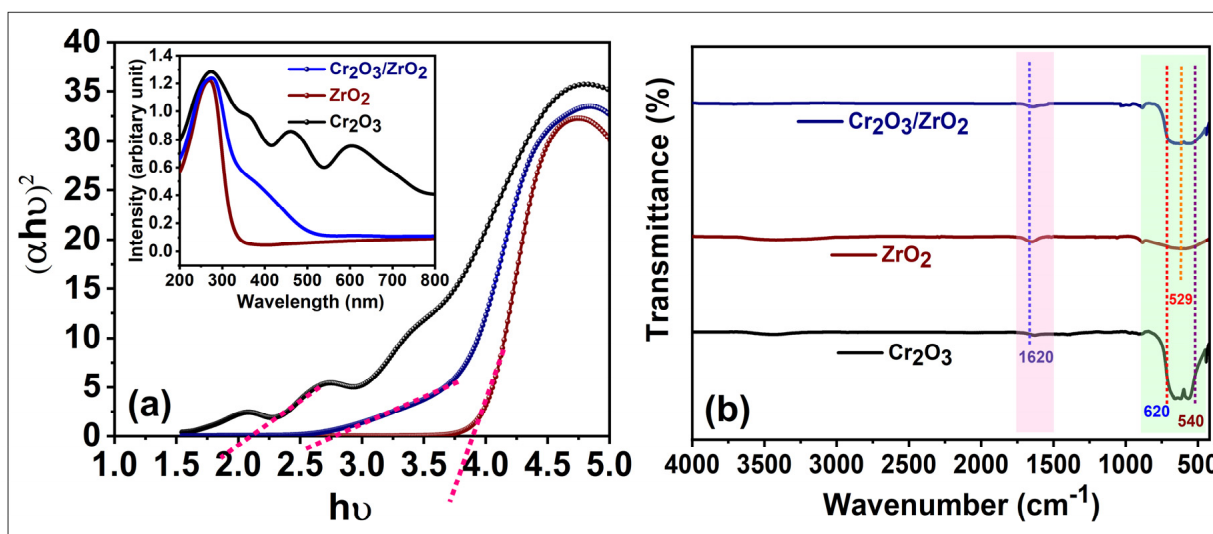 40
35
30
25
20
15
10
5
0
(αhυ)²
1.0 1.5 2.0 2.5 3.0 3.5 4.0 4.5 5.0
hυ
(a)
1.4
1.2
1.0
0.8
0.6
0.4
0.2
0.0
Intensity (arbitary unit)
200 300 400 500 600 700 800
Wavelength (nm)
Cr₂O₃/ZrO₂
ZrO₂
Cr₂O₃
Transmittance (%)
Cr₂O₃/ZrO₂
ZrO₂
529
Cr₂O₃
1620
620
540
(b)
4000 3500 3000 2500 2000 1500 1000 500
Wavenumber (cm⁻¹)